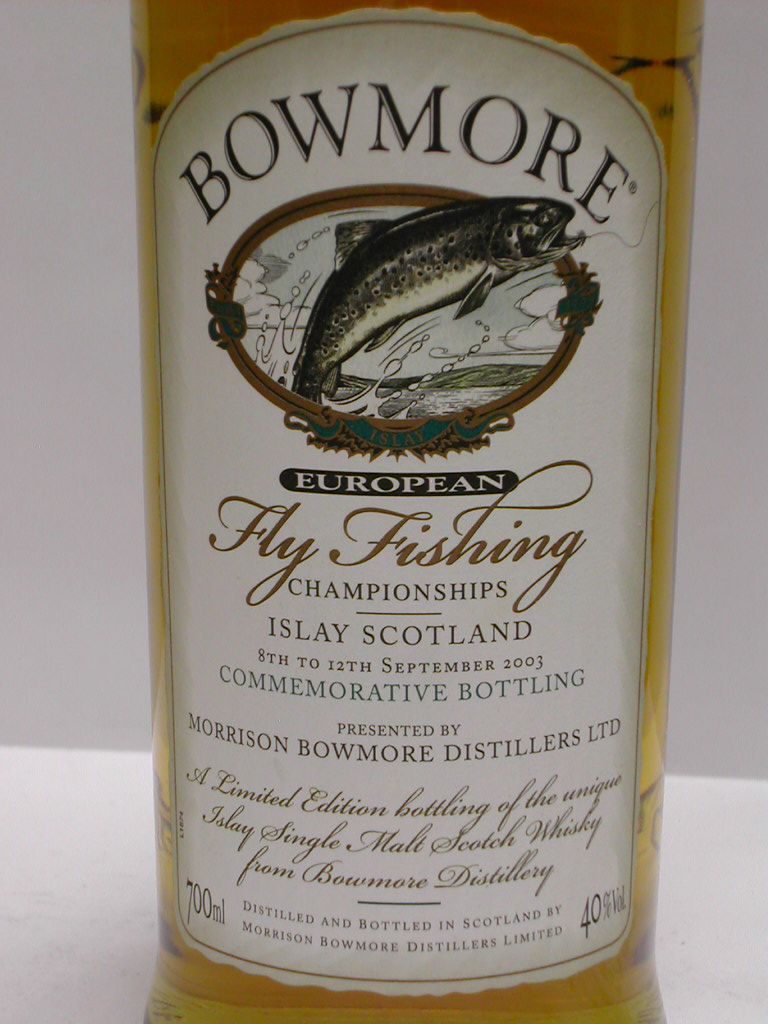 BOWMORE®
ISLAY
EUROPEAN
Fly Fishing
CHAMPIONSHIPS
ISLAY SCOTLAND
8TH TO 12TH SEPTEMBER 2003
COMMEMORATIVE BOTTLING
PRESENTED BY
MORRISON BOWMORE DISTILLERS LTD
A Limited Edition bottling of the unique
Islay Single Malt Scotch Whisky
from Bowmore Distillery
700ml
DISTILLED AND BOTTLED IN SCOTLAND BY
MORRISON BOWMORE DISTILLERS LIMITED
40%Vol.